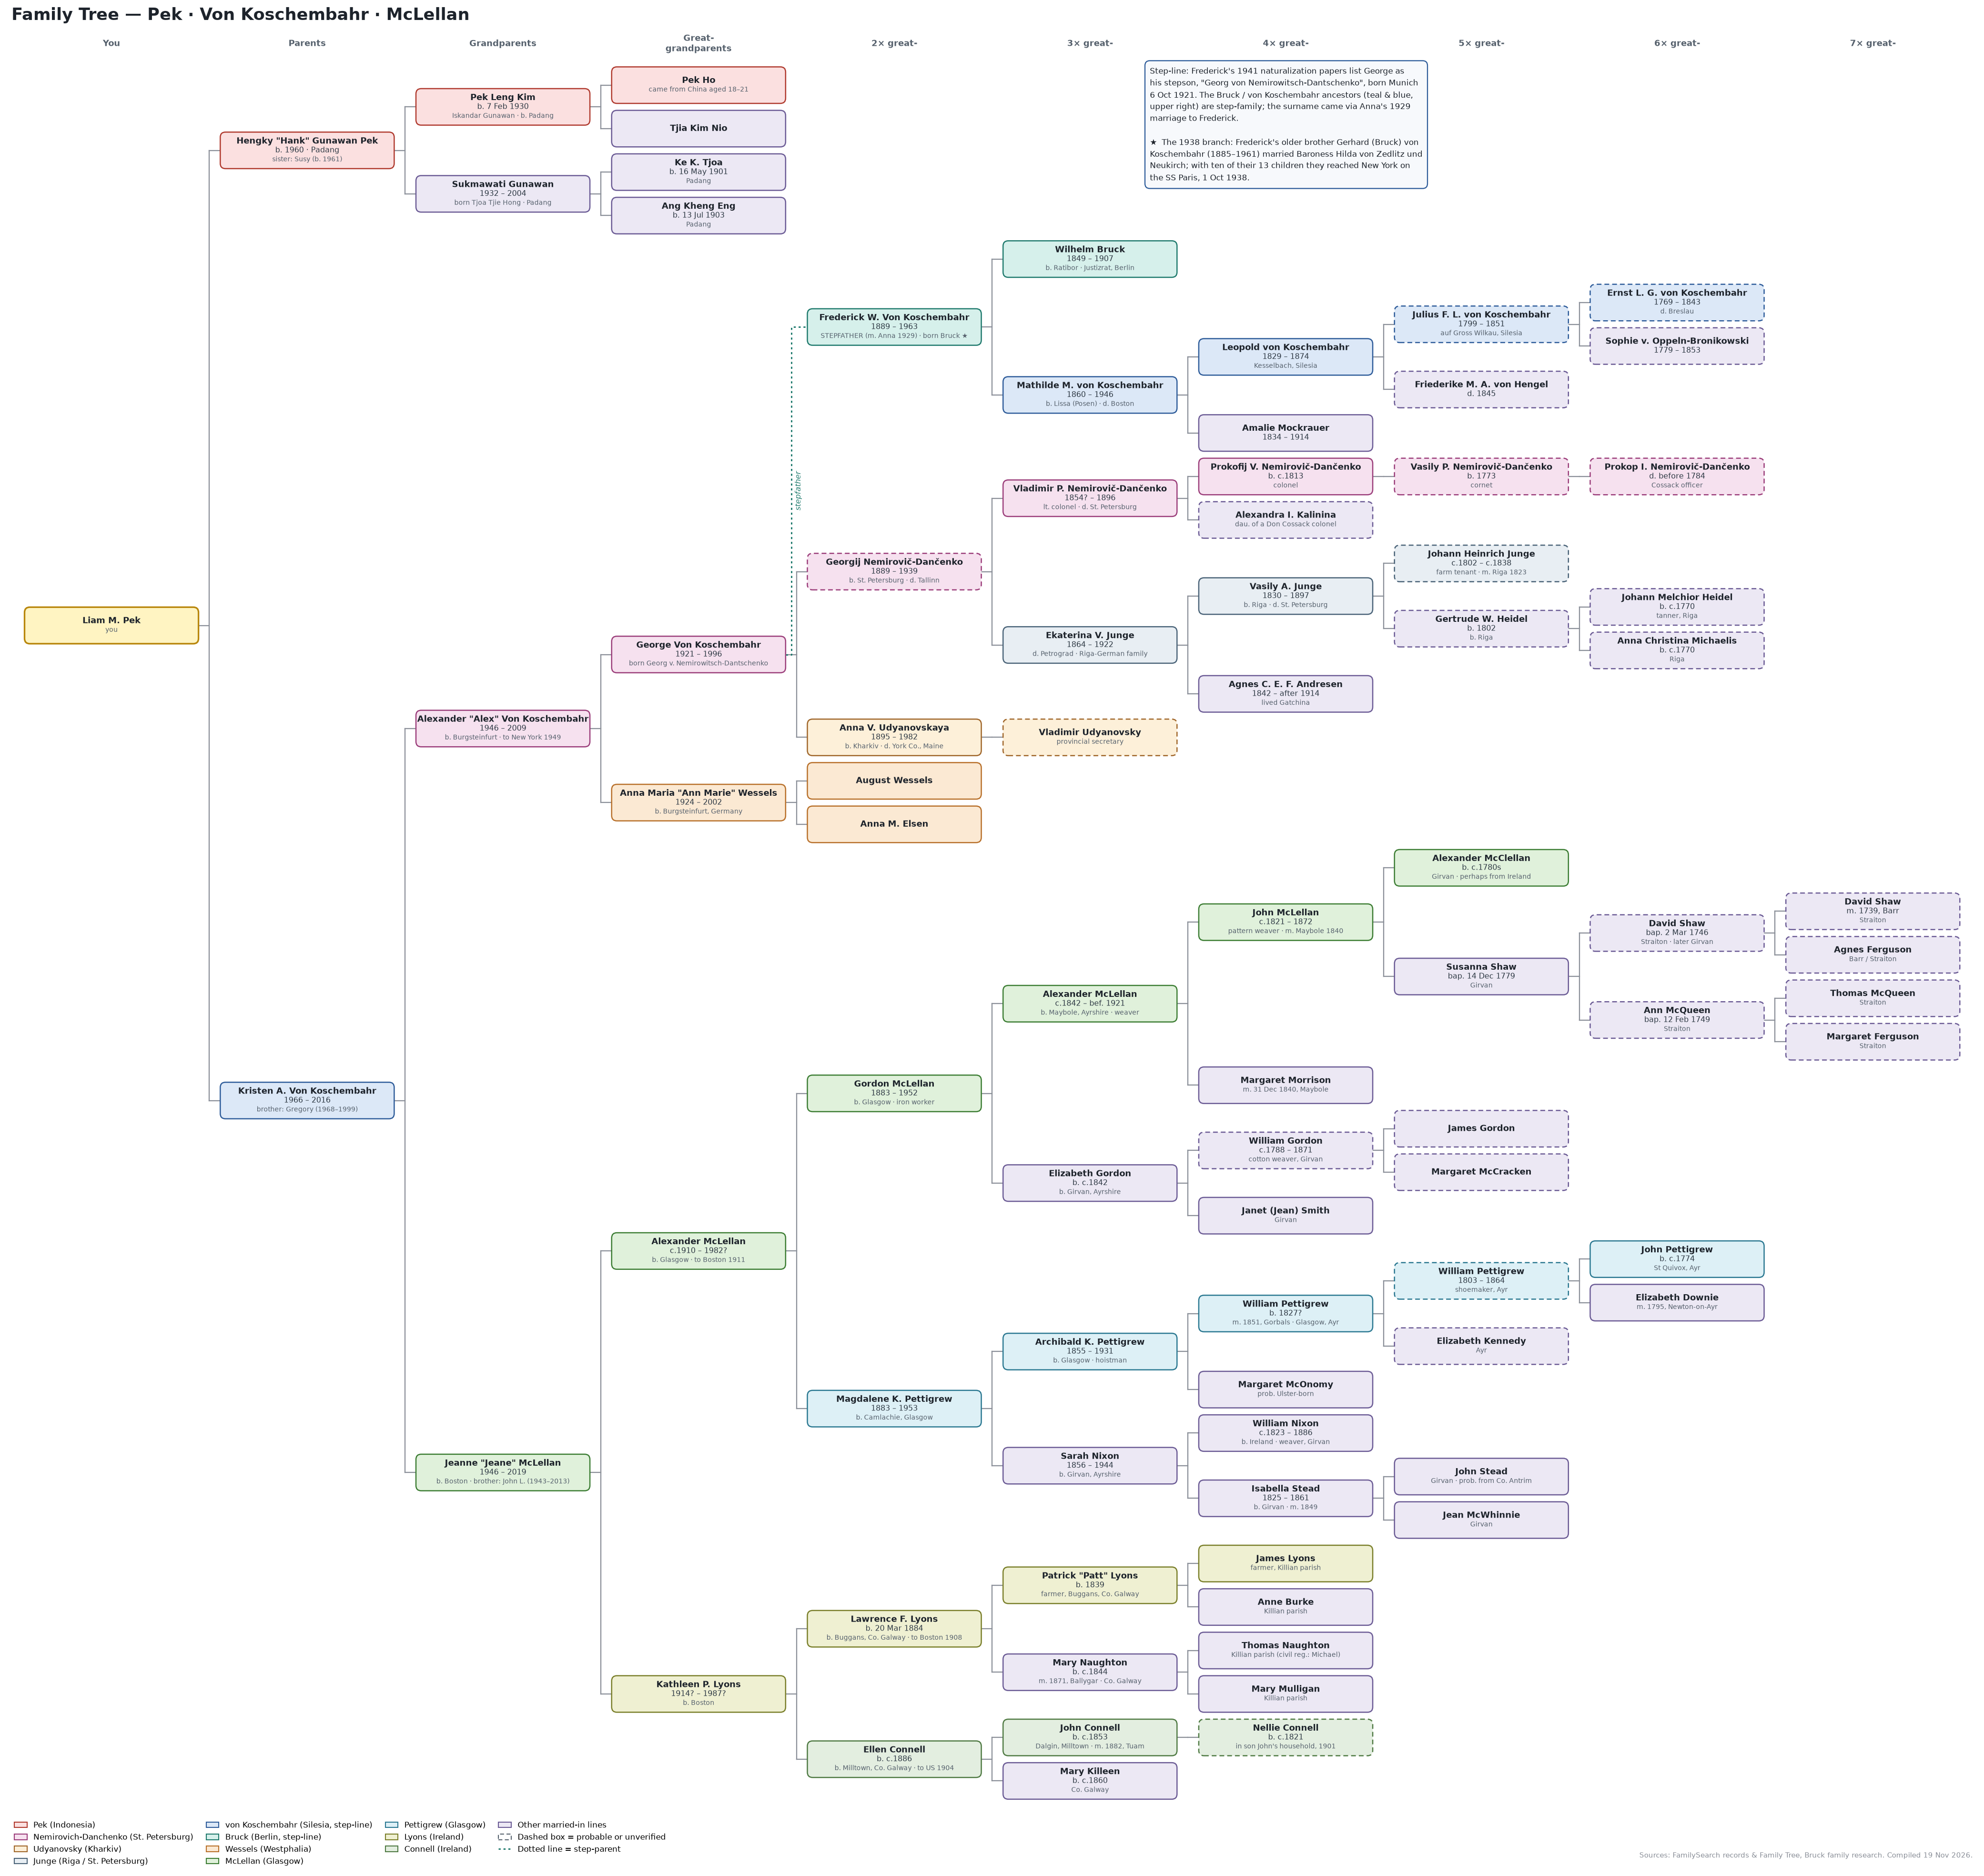 Family Tree — Pek · Von Koschembahr · McLellan
You
Parents
Grandparents
Great-
grandparents
2× great-
3× great-
4× great-
5× great-
6× great-
7× great-
Step-line: Frederick's 1941 naturalization papers list George as
his stepson, "Georg von Nemirowitsch-Dantschenko", born Munich
6 Oct 1921. The Bruck / von Koschembahr ancestors (teal & blue,
upper right) are step-family; the surname came via Anna's 1929
marriage to Frederick.
★ The 1938 branch: Frederick's older brother Gerhard (Bruck) von
Koschembahr (1885–1961) married Baroness Hilda von Zedlitz und
Neukirch; with ten of their 13 children they reached New York on
the SS Paris, 1 Oct 1938.
Liam M. Pek
you
Hengky "Hank" Gunawan Pek
b. 1960 · Padang
sister: Susy (b. 1961)
Kristen A. Von Koschembahr
1966 – 2016
brother: Gregory (1968–1999)
Pek Leng Kim
b. 7 Feb 1930
Iskandar Gunawan · b. Padang
Sukmawati Gunawan
1932 – 2004
born Tjoa Tjie Hong · Padang
Alexander "Alex" Von Koschembahr
1946 – 2009
b. Burgsteinfurt · to New York 1949
Jeanne "Jeane" McLellan
1946 – 2019
b. Boston · brother: John L. (1943–2013)
Pek Ho
came from China aged 18–21
Tjia Kim Nio
Ke K. Tjoa
b. 16 May 1901
Padang
Ang Kheng Eng
b. 13 Jul 1903
Padang
George Von Koschembahr
1921 – 1996
born Georg v. Nemirowitsch-Dantschenko
Anna Maria "Ann Marie" Wessels
1924 – 2002
b. Burgsteinfurt, Germany
Alexander McLellan
c.1910 – 1982?
b. Glasgow · to Boston 1911
Kathleen P. Lyons
1914? – 1987?
b. Boston
stepfather
Frederick W. Von Koschembahr
1889 – 1963
STEPFATHER (m. Anna 1929) · born Bruck ★
Georgij Nemirovič-Dančenko
1889 – 1939
b. St. Petersburg · d. Tallinn
Anna V. Udyanovskaya
1895 – 1982
b. Kharkiv · d. York Co., Maine
August Wessels
Anna M. Elsen
Gordon McLellan
1883 – 1952
b. Glasgow · iron worker
Magdalene K. Pettigrew
1883 – 1953
b. Camlachie, Glasgow
Lawrence F. Lyons
b. 20 Mar 1884
b. Buggans, Co. Galway · to Boston 1908
Ellen Connell
b. c.1886
b. Milltown, Co. Galway · to US 1904
Wilhelm Bruck
1849 – 1907
b. Ratibor · Justizrat, Berlin
Mathilde M. von Koschembahr
1860 – 1946
b. Lissa (Posen) · d. Boston
Vladimir P. Nemirovič-Dančenko
1854? – 1896
lt. colonel · d. St. Petersburg
Ekaterina V. Junge
1864 – 1922
d. Petrograd · Riga-German family
Vladimir Udyanovsky
provincial secretary
Alexander McLellan
c.1842 – bef. 1921
b. Maybole, Ayrshire · weaver
Elizabeth Gordon
b. c.1842
b. Girvan, Ayrshire
Archibald K. Pettigrew
1855 – 1931
b. Glasgow · hoistman
Sarah Nixon
1856 – 1944
b. Girvan, Ayrshire
Patrick "Patt" Lyons
b. 1839
farmer, Buggans, Co. Galway
Mary Naughton
b. c.1844
m. 1871, Ballygar · Co. Galway
John Connell
b. c.1853
Dalgin, Milltown · m. 1882, Tuam
Mary Killeen
b. c.1860
Co. Galway
Leopold von Koschembahr
1829 – 1874
Kesselbach, Silesia
Amalie Mockrauer
1834 – 1914
Prokofij V. Nemirovič-Dančenko
b. c.1813
colonel
Alexandra I. Kalinina
dau. of a Don Cossack colonel
Vasily A. Junge
1830 – 1897
b. Riga · d. St. Petersburg
Agnes C. E. F. Andresen
1842 – after 1914
lived Gatchina
John McLellan
c.1821 – 1872
pattern weaver · m. Maybole 1840
Margaret Morrison
m. 31 Dec 1840, Maybole
William Gordon
c.1788 – 1871
cotton weaver, Girvan
Janet (Jean) Smith
Girvan
William Pettigrew
b. 1827?
m. 1851, Gorbals · Glasgow, Ayr
Margaret McOnomy
prob. Ulster-born
William Nixon
c.1823 – 1886
b. Ireland · weaver, Girvan
Isabella Stead
1825 – 1861
b. Girvan · m. 1849
James Lyons
farmer, Killian parish
Anne Burke
Killian parish
Thomas Naughton
Killian parish (civil reg.: Michael)
Mary Mulligan
Killian parish
Nellie Connell
b. c.1821
in son John's household, 1901
Julius F. L. von Koschembahr
1799 – 1851
auf Gross Wilkau, Silesia
Friederike M. A. von Hengel
d. 1845
Vasily P. Nemirovič-Dančenko
b. 1773
cornet
Johann Heinrich Junge
c.1802 – c.1838
farm tenant · m. Riga 1823
Gertrude W. Heidel
b. 1802
b. Riga
Alexander McClellan
b. c.1780s
Girvan · perhaps from Ireland
Susanna Shaw
bap. 14 Dec 1779
Girvan
James Gordon
Margaret McCracken
William Pettigrew
1803 – 1864
shoemaker, Ayr
Elizabeth Kennedy
Ayr
John Stead
Girvan · prob. from Co. Antrim
Jean McWhinnie
Girvan
Ernst L. G. von Koschembahr
1769 – 1843
d. Breslau
Sophie v. Oppeln-Bronikowski
1779 – 1853
Prokop I. Nemirovič-Dančenko
d. before 1784
Cossack officer
Johann Melchior Heidel
b. c.1770
tanner, Riga
Anna Christina Michaelis
b. c.1770
Riga
David Shaw
bap. 2 Mar 1746
Straiton · later Girvan
Ann McQueen
bap. 12 Feb 1749
Straiton
John Pettigrew
b. c.1774
St Quivox, Ayr
Elizabeth Downie
m. 1795, Newton-on-Ayr
David Shaw
m. 1739, Barr
Straiton
Agnes Ferguson
Barr / Straiton
Thomas McQueen
Straiton
Margaret Ferguson
Straiton
Pek (Indonesia)
Nemirovich-Danchenko (St. Petersburg)
Udyanovsky (Kharkiv)
Junge (Riga / St. Petersburg)
von Koschembahr (Silesia, step-line)
Bruck (Berlin, step-line)
Wessels (Westphalia)
McLellan (Glasgow)
Pettigrew (Glasgow)
Lyons (Ireland)
Connell (Ireland)
Other married-in lines
Dashed box = probable or unverified
Dotted line = step-parent
Sources: FamilySearch records & Family Tree, Bruck family research. Compiled 19 Nov 2026.